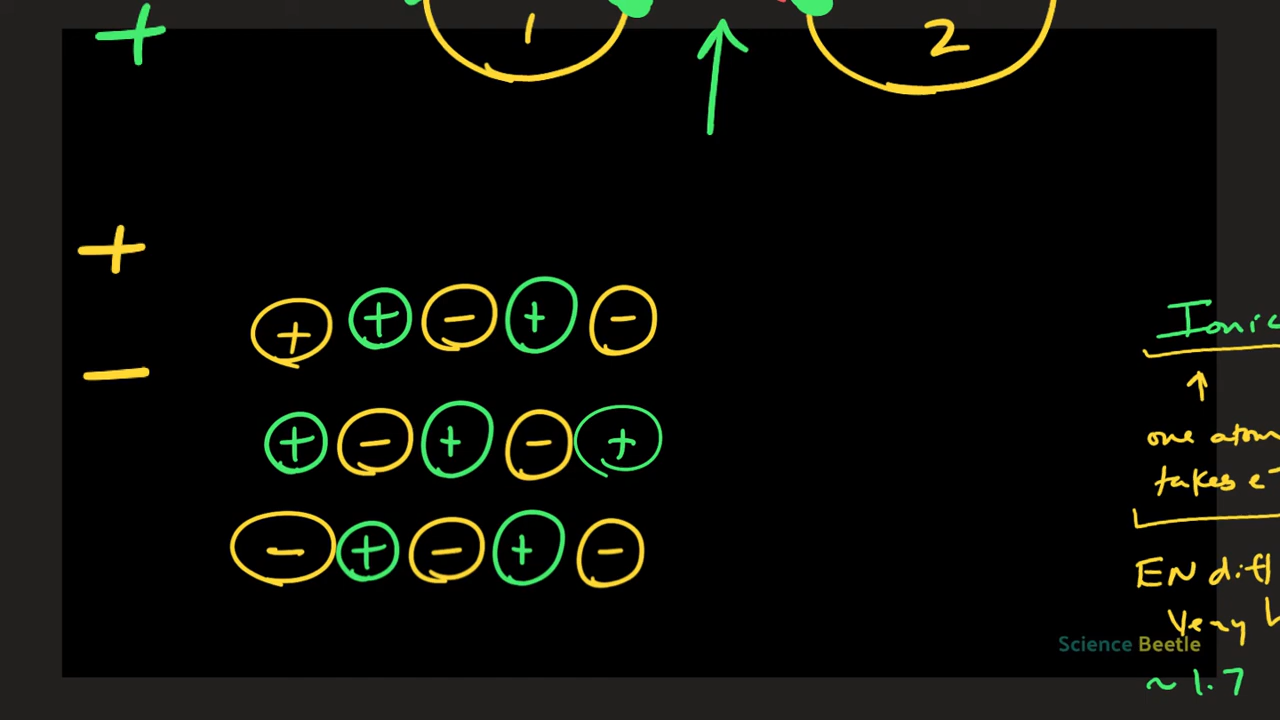 +
1
2
+
+ + - + -
-
+ - + - +
- + - + -
Ionic
↑
one atom
takes e-
EN diff
Very
~ 1.7
Science Beetle